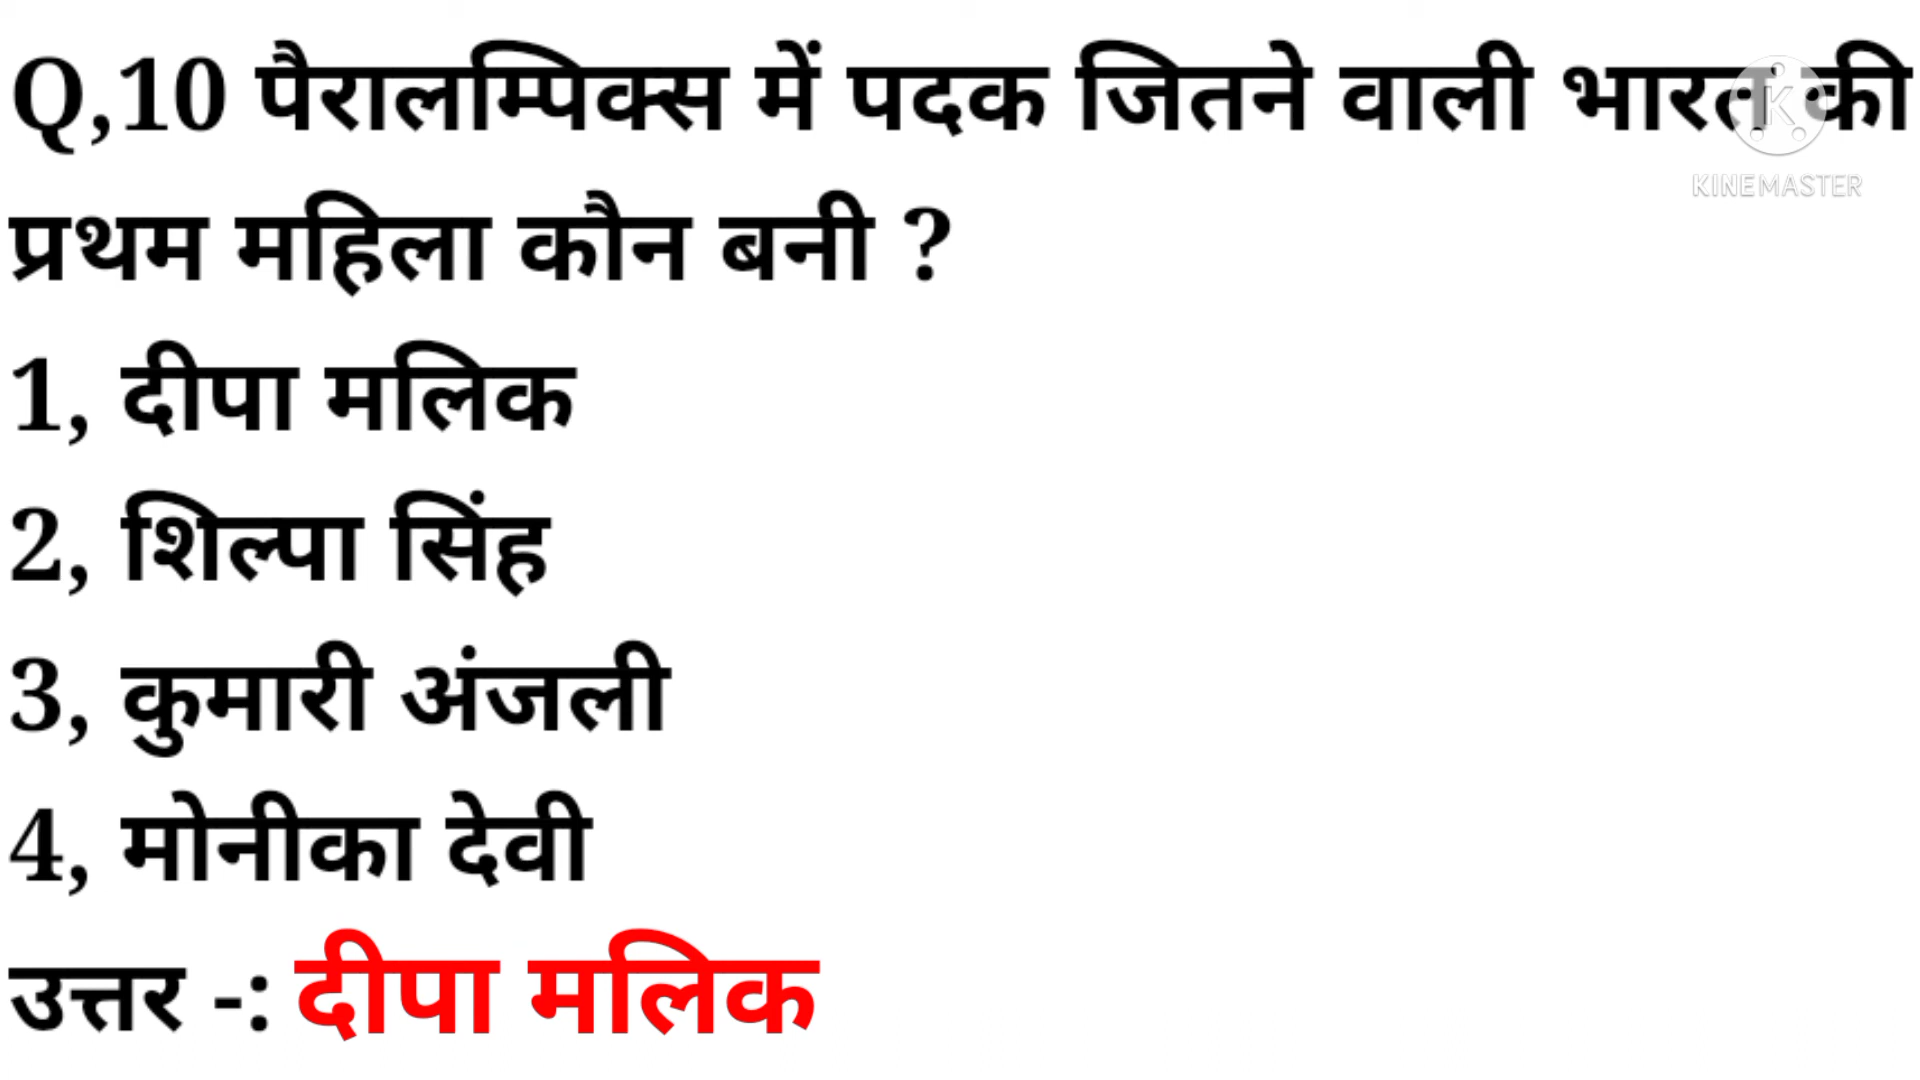 Q,10 पैरालम्पिक्स में पदक जितने वाली भारत की
KINEMASTER
प्रथम महिला कौन बनी ?
1, दीपा मलिक
2, शिल्पा सिंह
3, कुमारी अंजली
4, मोनीका देवी
उत्तर -: दीपा मलिक